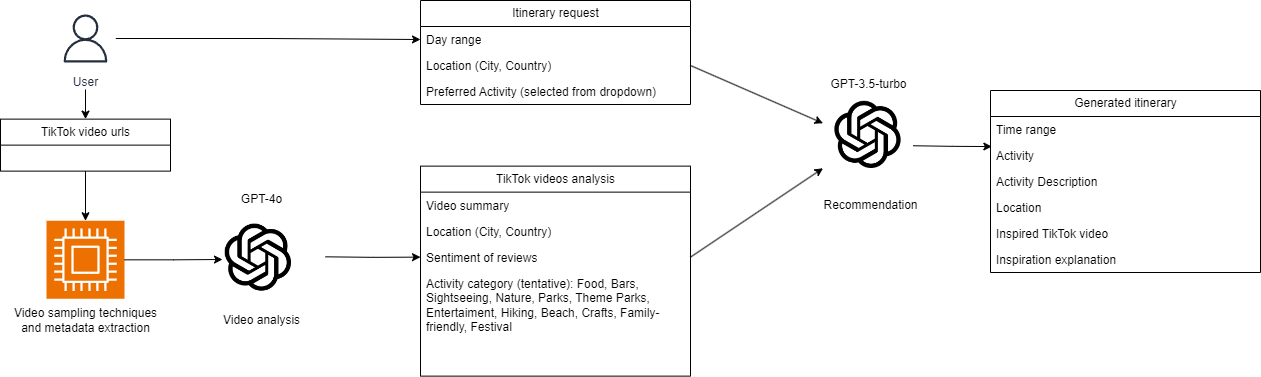 Itinerary request
Day range
Location (City, Country)
Preferred Activity (selected from dropdown)
User
TikTok video urls
Video sampling techniques
and metadata extraction
GPT-4o
Video analysis
TikTok videos analysis
Video summary
Location (City, Country)
Sentiment of reviews
Activity category (tentative): Food, Bars,
Sightseeing, Nature, Parks, Theme Parks,
Entertaiment, Hiking, Beach, Crafts, Family-
friendly, Festival
GPT-3.5-turbo
Recommendation
Generated itinerary
Time range
Activity
Activity Description
Location
Inspired TikTok video
Inspiration explanation